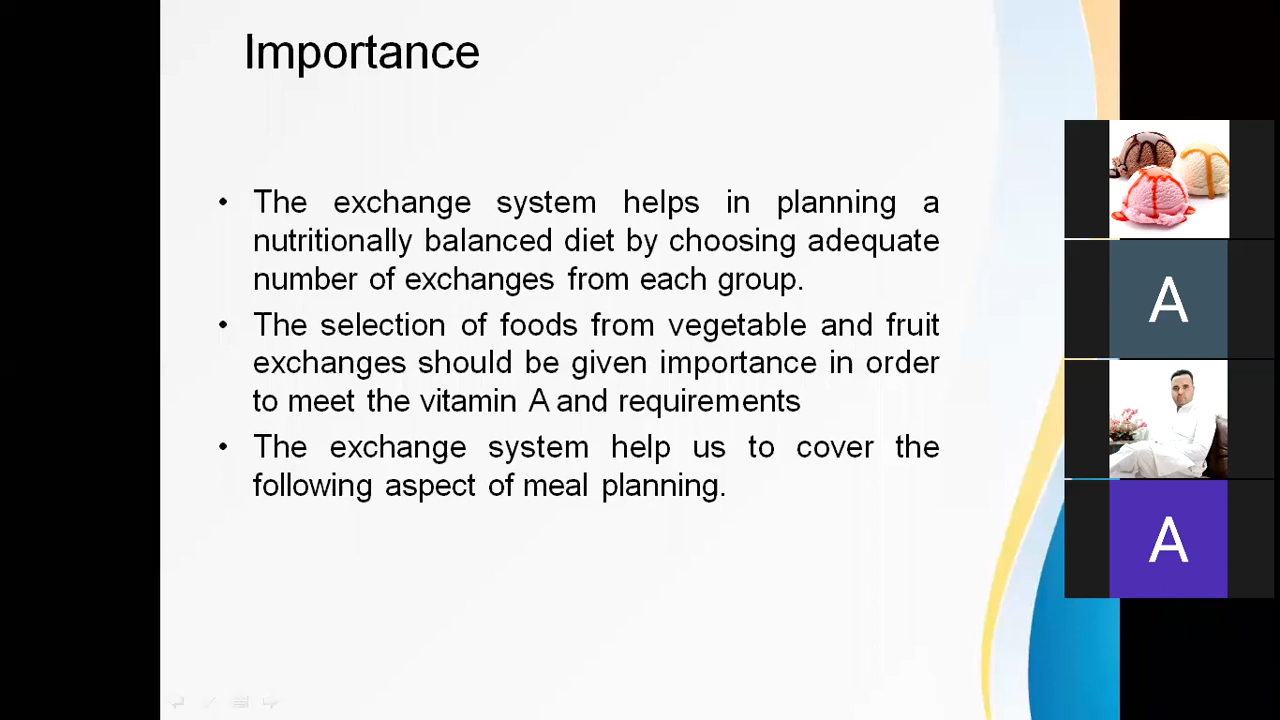 Importance
• The exchange system helps in planning a
nutritionally balanced diet by choosing adequate
number of exchanges from each group.
• The selection of foods from vegetable and fruit
exchanges should be given importance in order
to meet the vitamin A and requirements
• The exchange system help us to cover the
following aspect of meal planning.
A
A